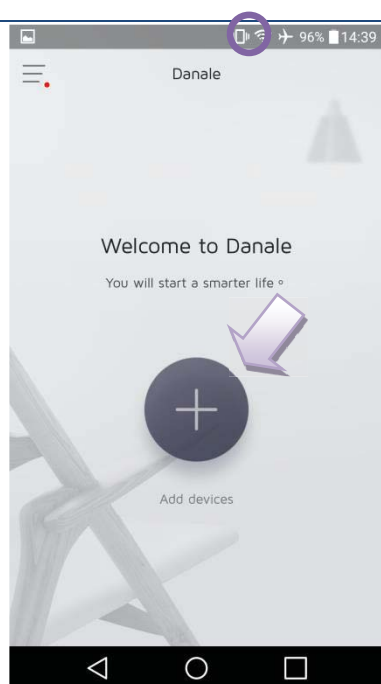 96% 14:39
Danale
Welcome to Danale
You will start a smarter life。
Add devices